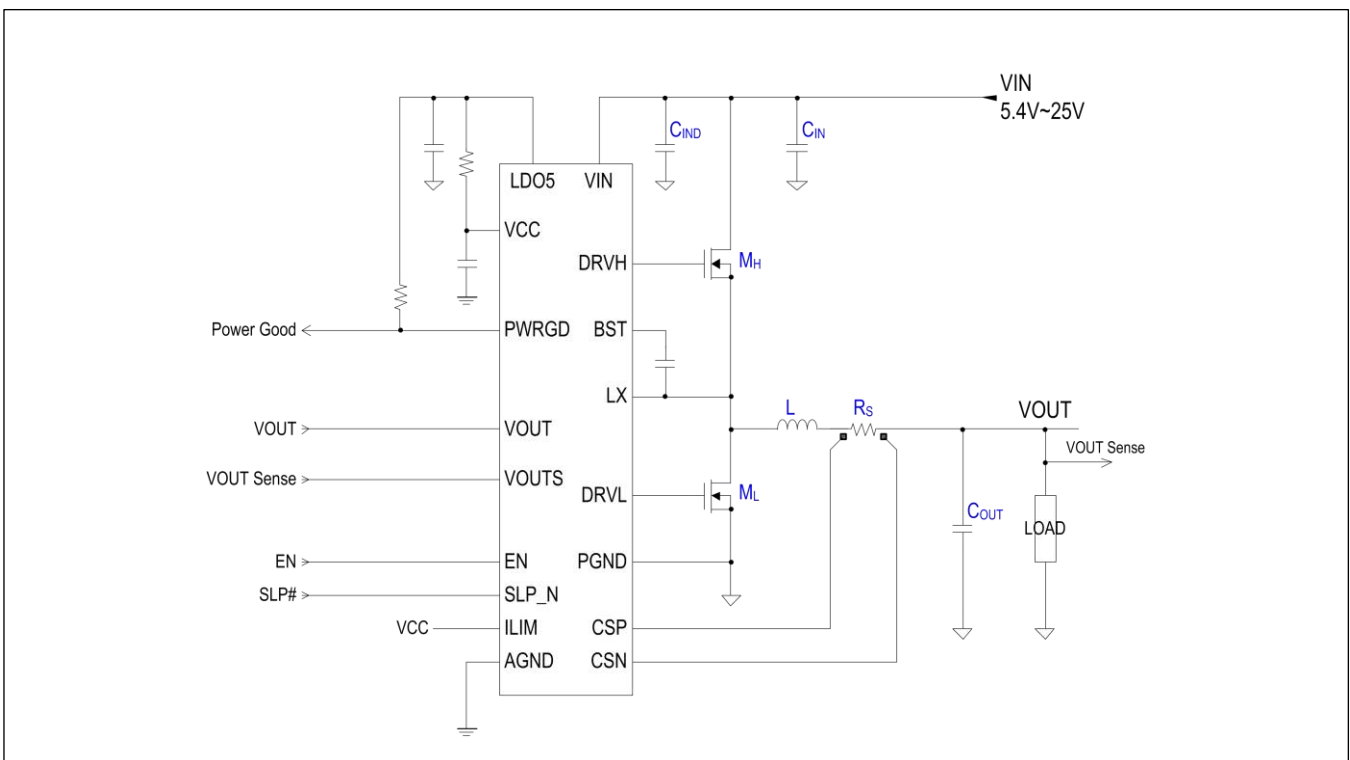 VIN
5.4V~25V
CIND
CIN
LDO5 VIN
VCC
DRVH
MH
Power Good
PWRGD BST
LX
L
RS
VOUT
VOUT
VOUT
VOUT Sense
VOUT Sense
VOUTS
DRVL
ML
COUT
LOAD
EN
EN
PGND
SLP#
SLP_N
VCC
ILIM
CSP
AGND
CSN